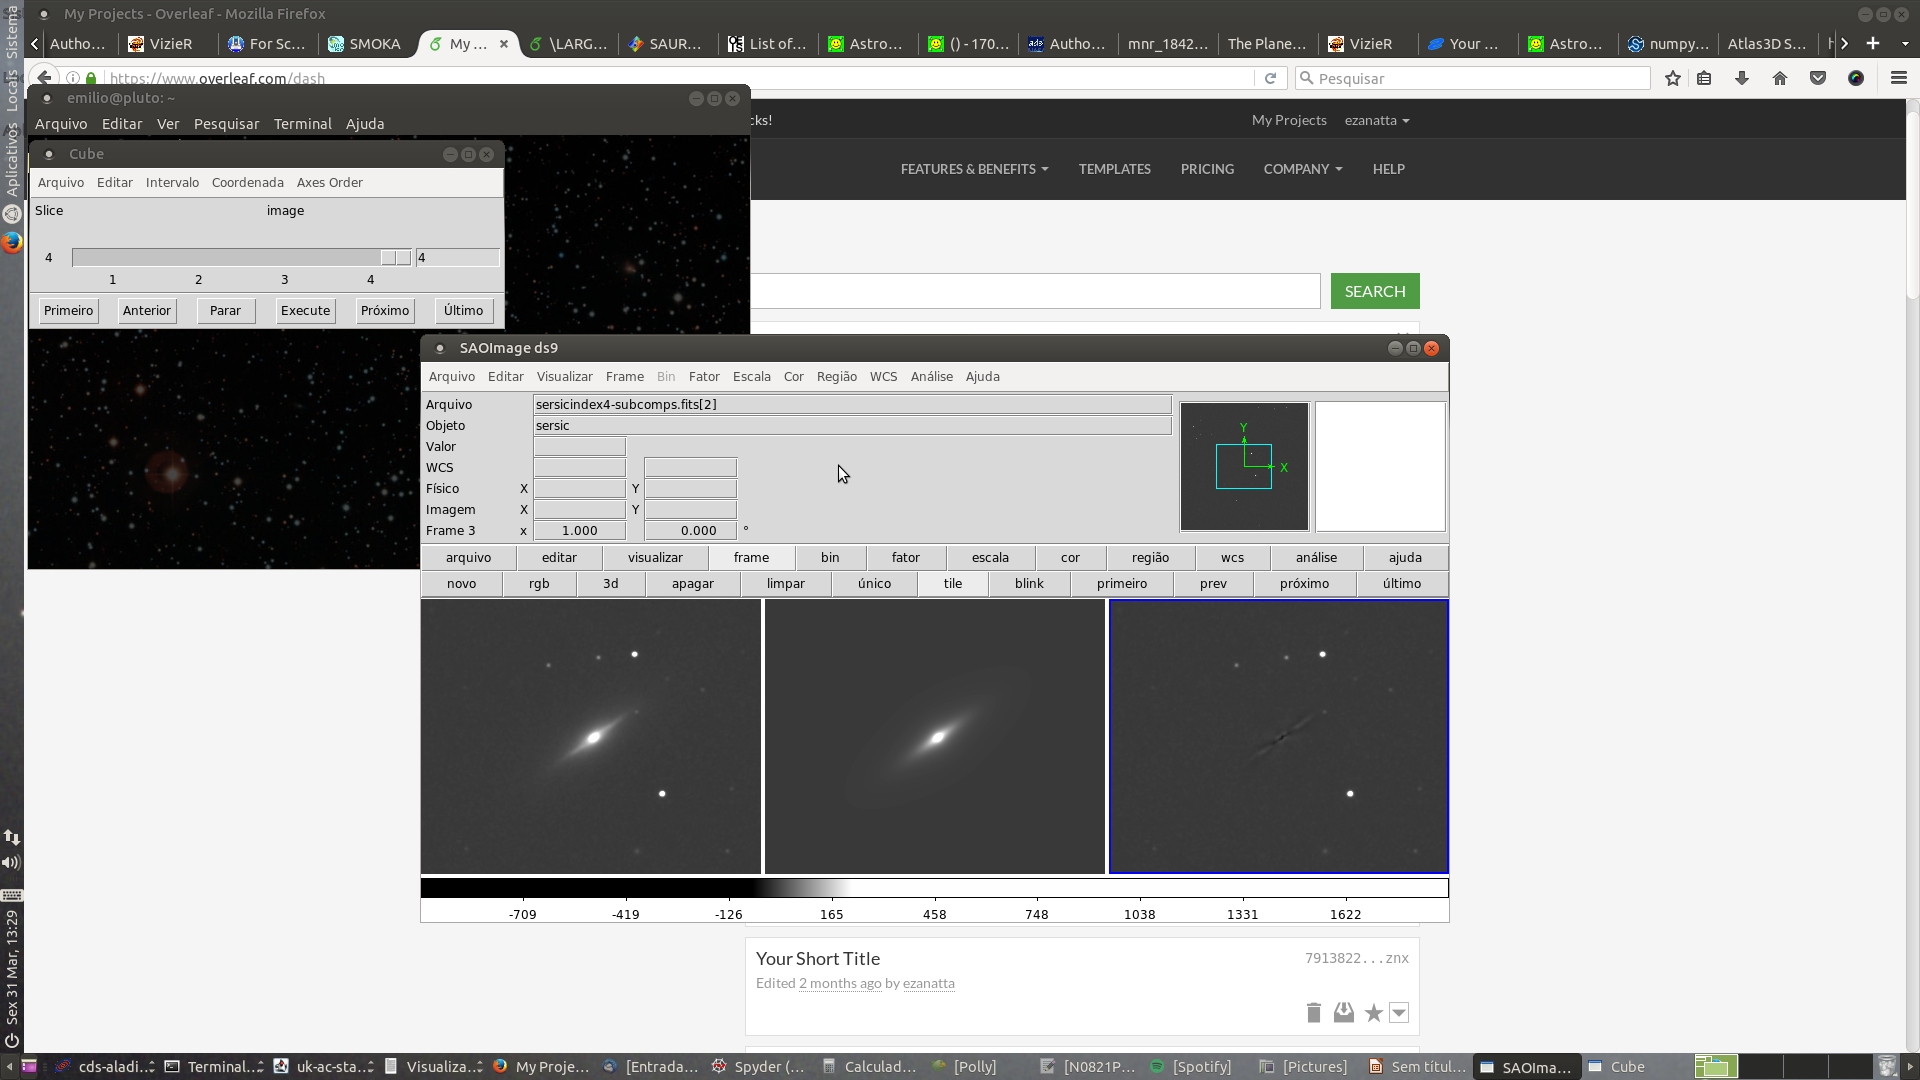 My Projects - Overleaf - Mozilla Firefox
Autho...
VizieR
For Sc...
SMOKA
My ...
\LARG...
SAUR...
List of...
Astro...
() - 170...
Autho...
mnr_1842...
The Plane...
VizieR
Your ...
Astro...
numpy...
Atlas3D S...
https://www.overleaf.com/dash
Pesquisar
Aplicativos Locais Sistema
emilio@pluto: ~
Arquivo Editar Ver Pesquisar Terminal Ajuda
cks!
My Projects ezanatta
FEATURES & BENEFITS TEMPLATES PRICING COMPANY HELP
Cube
Arquivo Editar Intervalo Coordenada Axes Order
Slice image
4 4
1 2 3 4
Primeiro Anterior Parar Execute Próximo Último
SEARCH
SAOImage ds9
Arquivo Editar Visualizar Frame Bin Fator Escala Cor Região WCS Análise Ajuda
Arquivo sersicindex4-subcomps.fits[2]
Objeto sersic
Valor
WCS
Físico X Y
Imagem X Y
Frame 3 x 1.000 0.000 °
Y
X
arquivo editar visualizar frame bin fator escala cor região wcs análise ajuda
novo rgb 3d apagar limpar único tile blink primeiro prev próximo último
-709 -419 -126 165 458 748 1038 1331 1622
Your Short Title 7913822...znx
Edited 2 months ago by ezanatta
Sex 31 Mar, 13:29
cds-aladi...
Terminal...
uk-ac-sta...
Visualiza...
My Proje...
[Entrada...
Spyder (...
Calculad...
[Polly]
[N0821P...
[Spotify]
[Pictures]
Sem títul...
SAOIma...
Cube